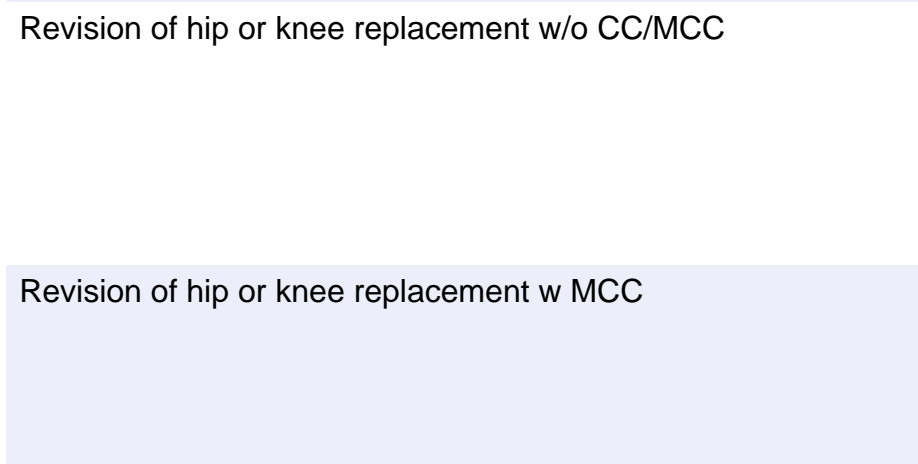 Revision of hip or knee replacement w/o CC/MCC
Revision of hip or knee replacement w MCC